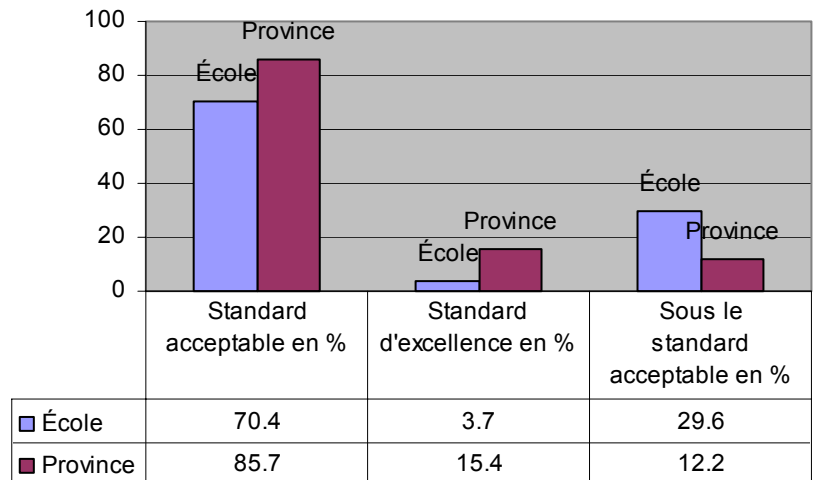 100
80
60
40
20
0
Province
École
École
Province
École
Province
Standard
acceptable en %
Standard
d'excellence en %
Sous le
standard
acceptable en %
École 70.4 3.7 29.6
Province 85.7 15.4 12.2